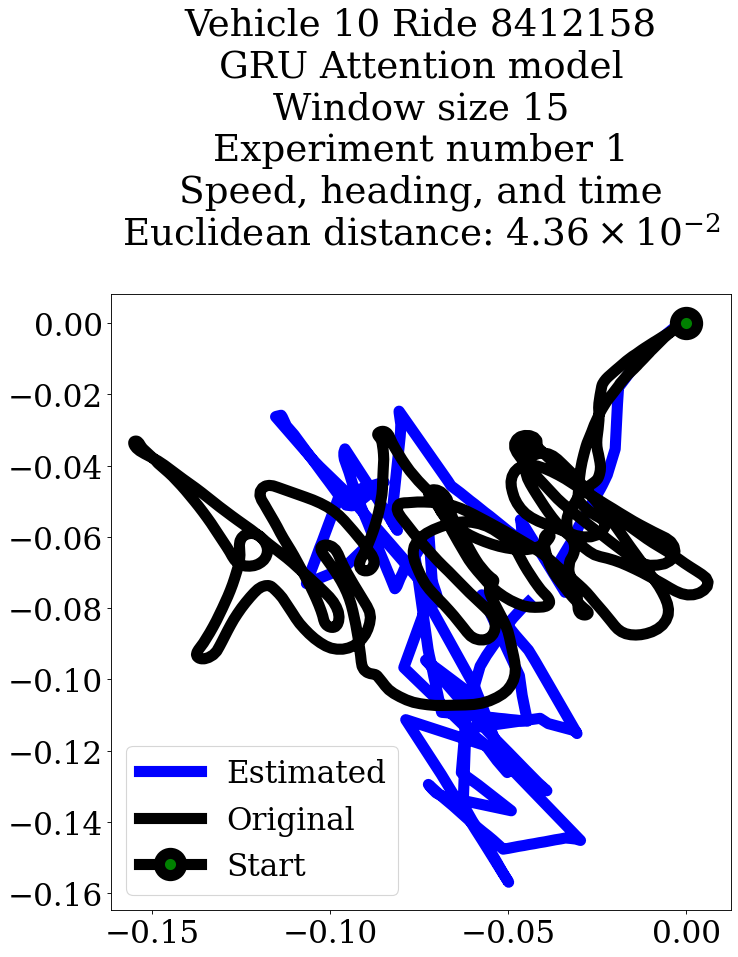 Vehicle 10 Ride 8412158
GRU Attention model
Window size 15
Experiment number 1
Speed, heading, and time
Euclidean distance: 4.36 × 10⁻²
0.00
−0.02
−0.04
−0.06
−0.08
−0.10
−0.12
−0.14
−0.16
Estimated
Original
Start
−0.15 −0.10 −0.05 0.00